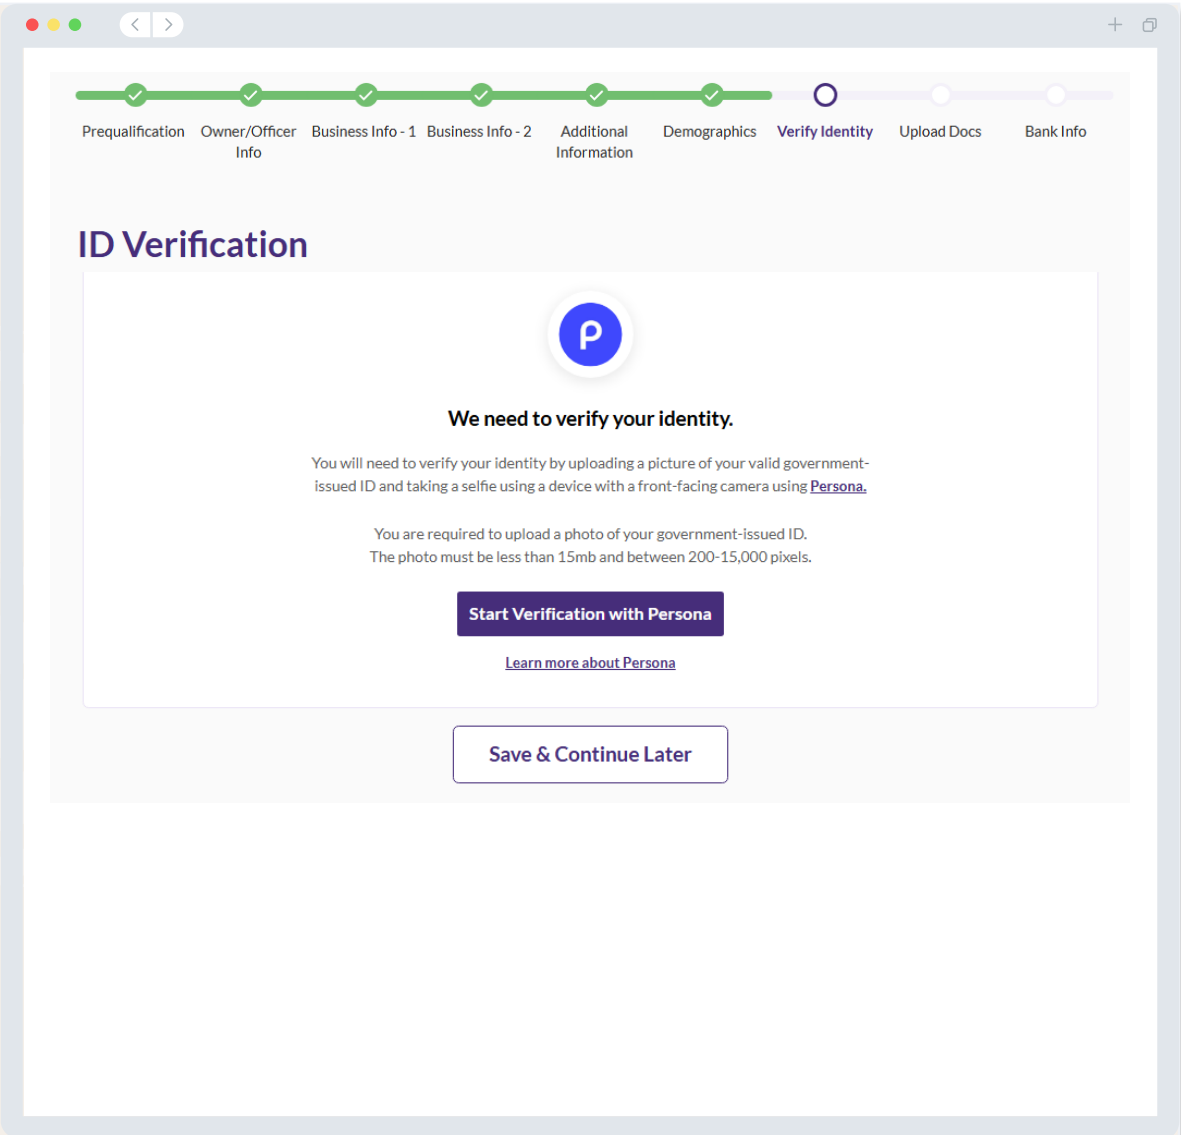 Prequalification
Owner/Officer
Info
Business Info - 1
Business Info - 2
Additional
Information
Demographics
Verify Identity
Upload Docs
Bank Info
ID Verification
P
We need to verify your identity.
You will need to verify your identity by uploading a picture of your valid government-
issued ID and taking a selfie using a device with a front-facing camera using Persona.
You are required to upload a photo of your government-issued ID.
The photo must be less than 15mb and between 200-15,000 pixels.
Start Verification with Persona
Learn more about Persona
Save & Continue Later